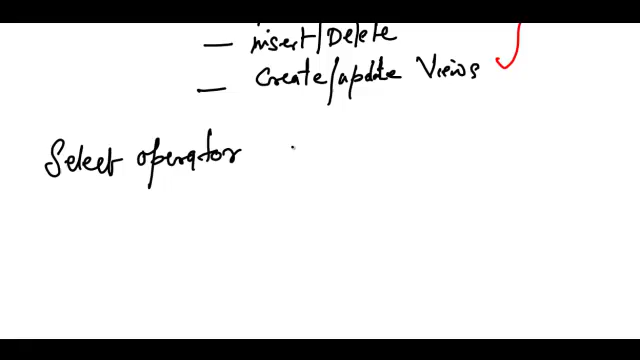 — Insert/Delete
— Create/update Views
Select operator